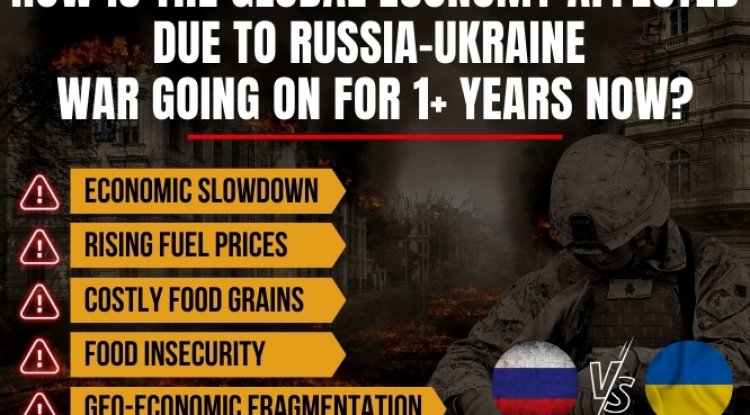 HOW IS THE GLOBAL ECONOMY AFFECTED
DUE TO RUSSIA-UKRAINE
WAR GOING ON FOR 1+ YEARS NOW?
ECONOMIC SLOWDOWN
RISING FUEL PRICES
COSTLY FOOD GRAINS
FOOD INSECURITY
GEO-ECONOMIC FRAGMENTATION
VS